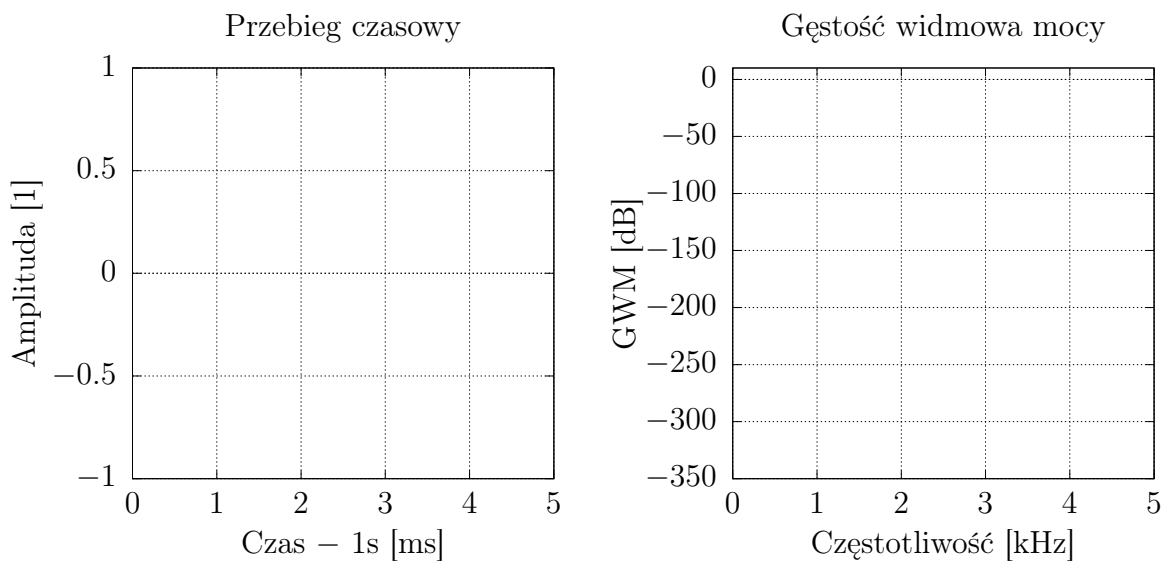 Przebieg czasowy
1
0.5
0
−0.5
−1
0 1 2 3 4 5
Amplituda [1]
Czas − 1s [ms]
Gęstość widmowa mocy
0
−50
−100
−150
−200
−250
−300
−350
0 1 2 3 4 5
GWM [dB]
Częstotliwość [kHz]